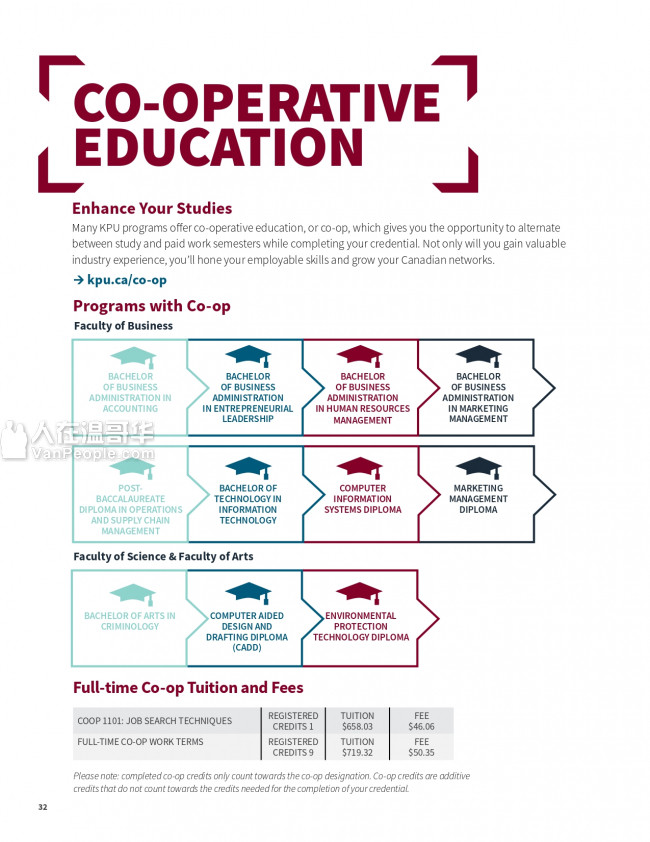 CO-OPERATIVE
EDUCATION
Enhance Your Studies
Many KPU programs offer co-operative education, or co-op, which gives you the opportunity to alternate
between study and paid work semesters while completing your credential. Not only will you gain valuable
industry experience, you'll hone your employable skills and grow your Canadian networks.
→ kpu.ca/co-op
Programs with Co-op
Faculty of Business
BACHELOR
OF BUSINESS
ADMINISTRATION IN
ACCOUNTING
BACHELOR
OF BUSINESS
ADMINISTRATION
IN ENTREPRENEURIAL
LEADERSHIP
BACHELOR
OF BUSINESS
ADMINISTRATION
IN HUMAN RESOURCES
MANAGEMENT
BACHELOR
OF BUSINESS
ADMINISTRATION
IN MARKETING
MANAGEMENT
人在温哥华
VanPeople.com
POST-
BACCALAUREATE
DIPLOMA IN OPERATIONS
AND SUPPLY CHAIN
MANAGEMENT
BACHELOR OF
TECHNOLOGY IN
INFORMATION
TECHNOLOGY
COMPUTER
INFORMATION
SYSTEMS DIPLOMA
MARKETING
MANAGEMENT
DIPLOMA
Faculty of Science & Faculty of Arts
BACHELOR OF ARTS IN
CRIMINOLOGY
COMPUTER AIDED
DESIGN AND
DRAFTING DIPLOMA
(CADD)
ENVIRONMENTAL
PROTECTION
TECHNOLOGY DIPLOMA
Full-time Co-op Tuition and Fees
COOP 1101: JOB SEARCH TECHNIQUES
REGISTERED
CREDITS 1
TUITION
$658.03
FEE
$46.06
FULL-TIME CO-OP WORK TERMS
REGISTERED
CREDITS 9
TUITION
$719.32
FEE
$50.35
Please note: completed co-op credits only count towards the co-op designation. Co-op credits are additive
credits that do not count towards the credits needed for the completion of your credential.
32